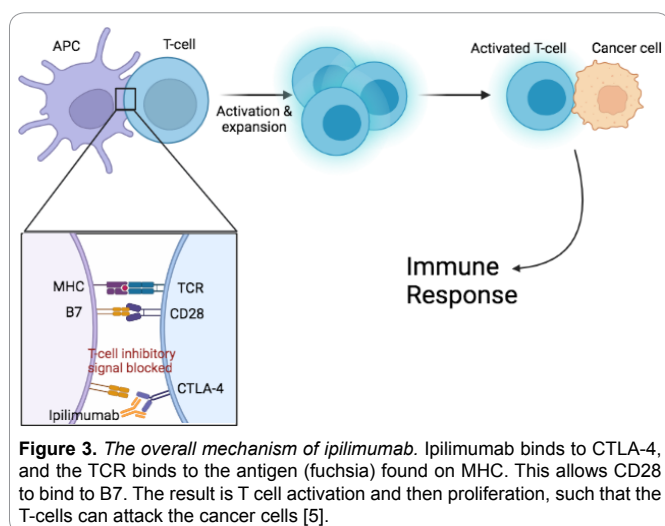 APC
T-cell
Activation &
expansion
Activated T-cell
Cancer cell
Immune
Response
MHC
TCR
B7
CD28
T-cell inhibitory
signal blocked
CTLA-4
Ipilimumab
Figure 3. The overall mechanism of ipilimumab. Ipilimumab binds to CTLA-4,
and the TCR binds to the antigen (fuchsia) found on MHC. This allows CD28
to bind to B7. The result is T cell activation and then proliferation, such that the
T-cells can attack the cancer cells [5].